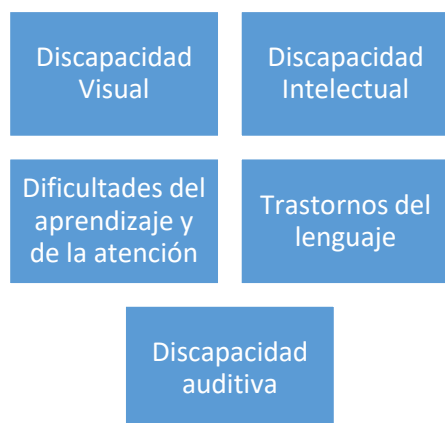 Discapacidad
Visual
Discapacidad
Intelectual
Dificultades del
aprendizaje y
de la atención
Trastornos del
lenguaje
Discapacidad
auditiva